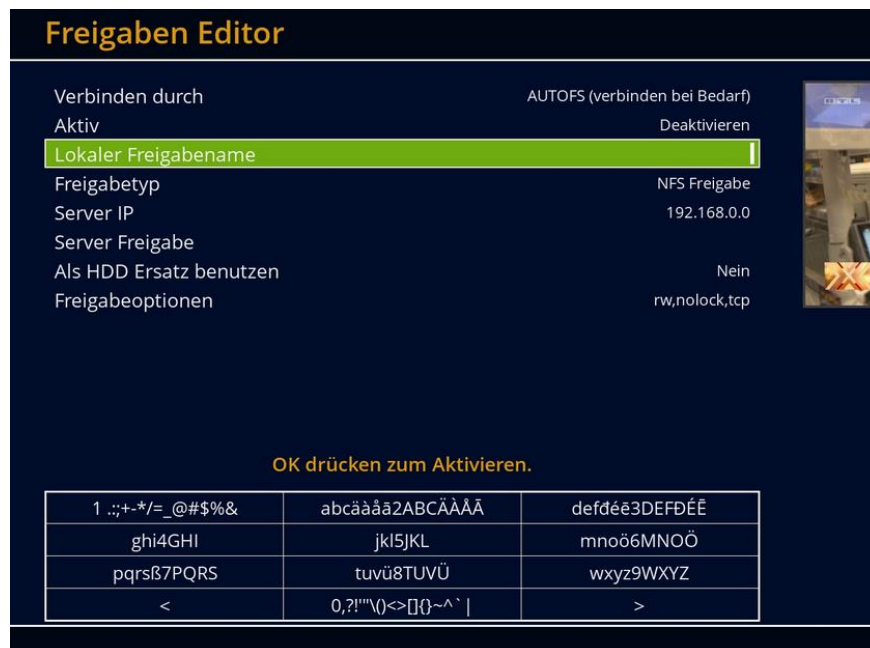 Freigaben Editor
Verbinden durch AUTOFS (verbinden bei Bedarf)
Aktiv Deaktivieren
Lokaler Freigabename
Freigabetyp NFS Freigabe
Server IP 192.168.0.0
Server Freigabe
Als HDD Ersatz benutzen Nein
Freigabeoptionen rw,nolock,tcp
OK drücken zum Aktivieren.
1 .:;+-*/=_@#$%& abcäàåā2ABCÄÀÅĀ defđéē3DEFĐÉĒ
ghi4GHI jkl5JKL mnoö6MNOÖ
pqrsß7PQRS tuvü8TUVÜ wxyz9WXYZ
< 0,?!'"\()<>[]{}~^`| >